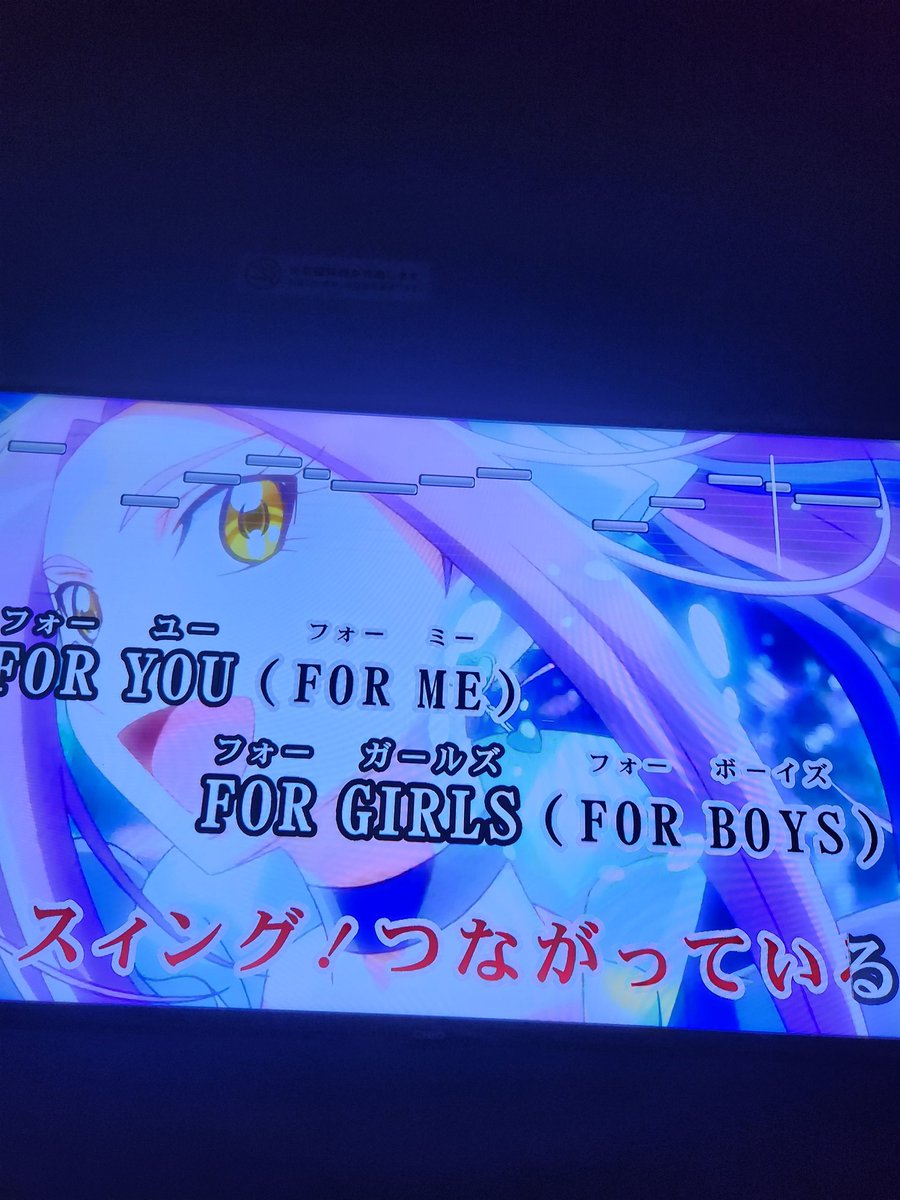 フォー ユー フォー ミー
FOR YOU (FOR ME)
フォー ガールズ フォー ボーイズ
FOR GIRLS (FOR BOYS)
スィング！つながっている